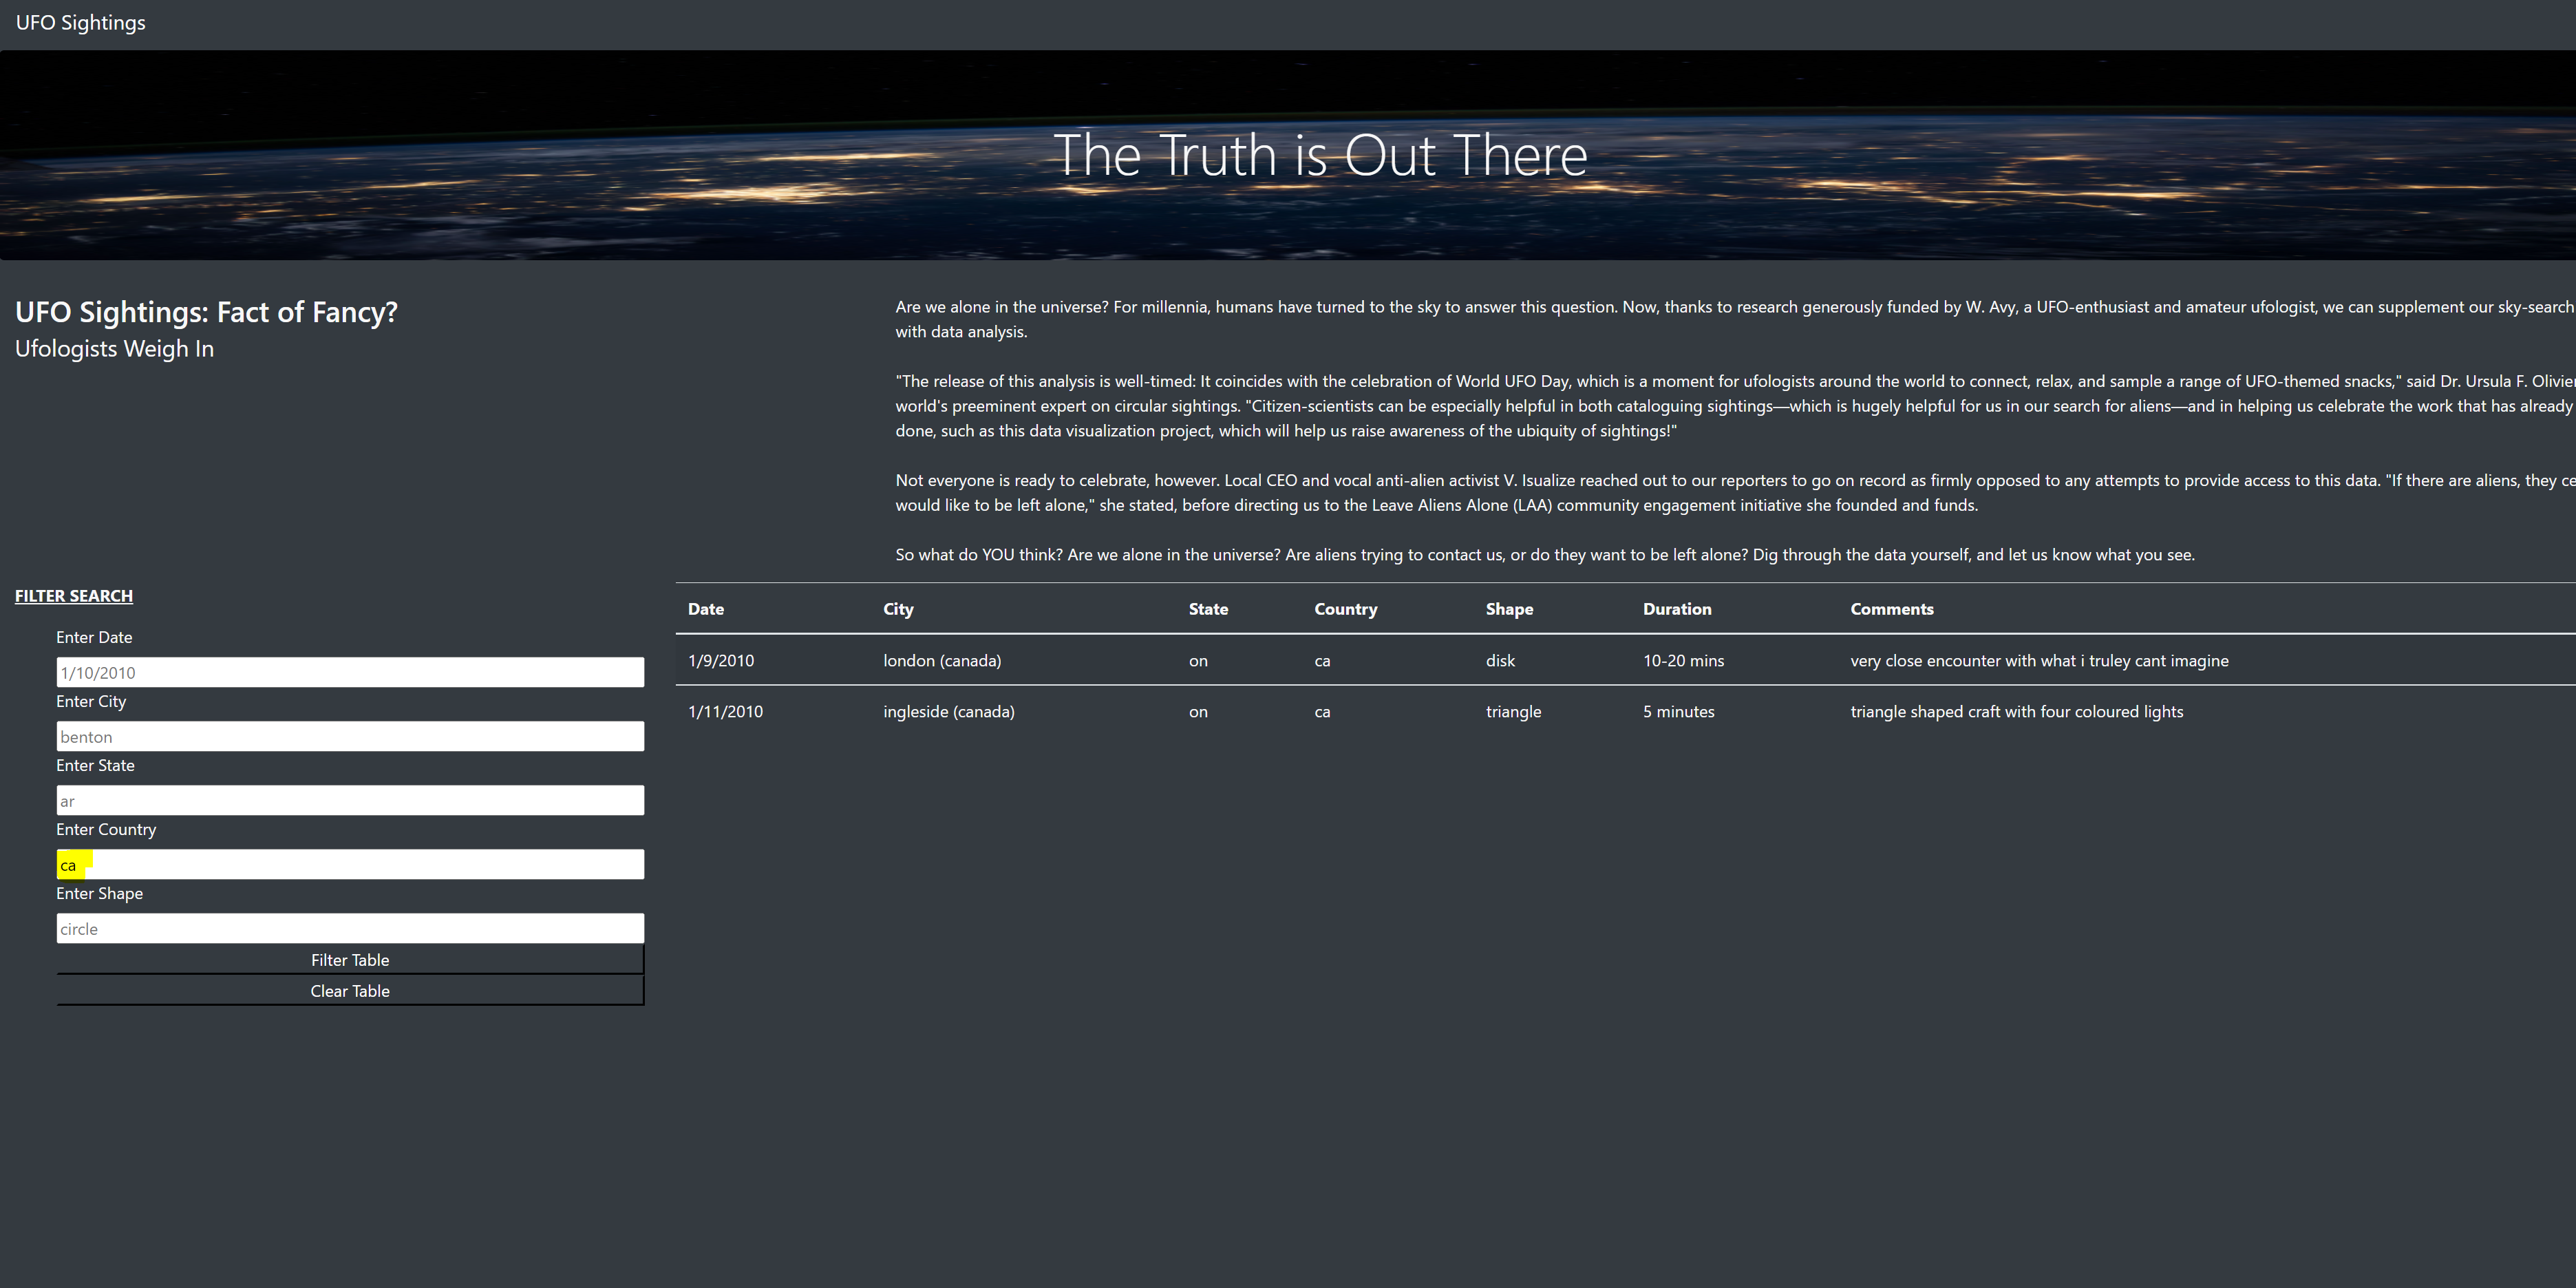 UFO Sightings
The Truth is Out There
UFO Sightings: Fact of Fancy?
Ufologists Weigh In
Are we alone in the universe? For millennia, humans have turned to the sky to answer this question. Now, thanks to research generously funded by W. Avy, a UFO-enthusiast and amateur ufologist, we can supplement our sky-search
with data analysis.
"The release of this analysis is well-timed: It coincides with the celebration of World UFO Day, which is a moment for ufologists around the world to connect, relax, and sample a range of UFO-themed snacks," said Dr. Ursula F. Olivier
world's preeminent expert on circular sightings. "Citizen-scientists can be especially helpful in both cataloguing sightings—which is hugely helpful for us in our search for aliens—and in helping us celebrate the work that has already
done, such as this data visualization project, which will help us raise awareness of the ubiquity of sightings!"
Not everyone is ready to celebrate, however. Local CEO and vocal anti-alien activist V. Isualize reached out to our reporters to go on record as firmly opposed to any attempts to provide access to this data. "If there are aliens, they ce
would like to be left alone," she stated, before directing us to the Leave Aliens Alone (LAA) community engagement initiative she founded and funds.
So what do YOU think? Are we alone in the universe? Are aliens trying to contact us, or do they want to be left alone? Dig through the data yourself, and let us know what you see.
FILTER SEARCH
Enter Date
1/10/2010
Enter City
benton
Enter State
ar
Enter Country
ca
Enter Shape
circle
Filter Table
Clear Table
Date City State Country Shape Duration Comments
1/9/2010 london (canada) on ca disk 10-20 mins very close encounter with what i truley cant imagine
1/11/2010 ingleside (canada) on ca triangle 5 minutes triangle shaped craft with four coloured lights